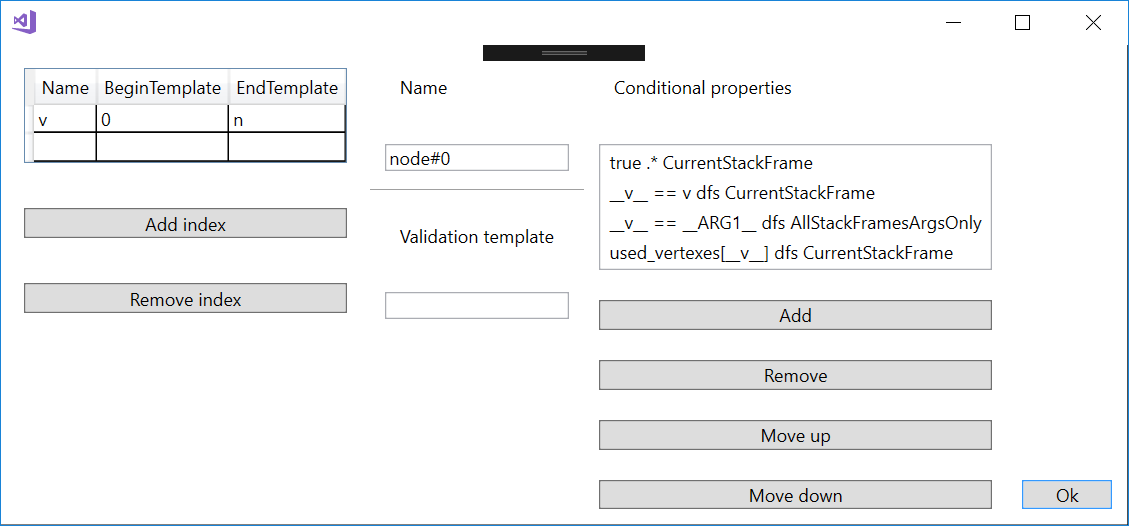 Name BeginTemplate EndTemplate
v 0 n
Add index
Remove index
Name
node#0
Validation template
Conditional properties
true .* CurrentStackFrame
__v__ == v dfs CurrentStackFrame
__v__ == __ARG1__ dfs AllStackFramesArgsOnly
used_vertexes[__v__] dfs CurrentStackFrame
Add
Remove
Move up
Move down
Ok